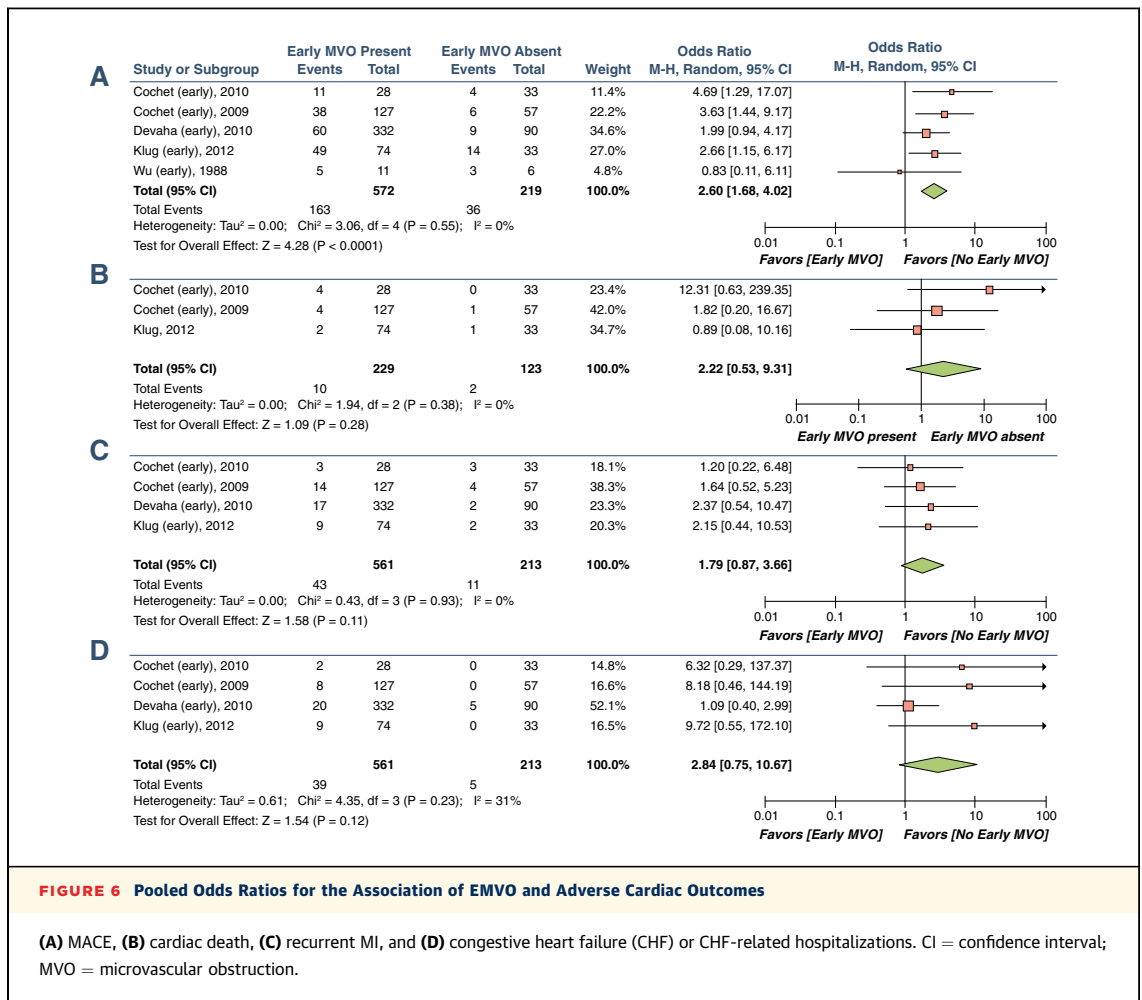 Early MVO Present Early MVO Absent Odds Ratio Odds Ratio
A Study or Subgroup Events Total Events Total Weight M-H, Random, 95% CI M-H, Random, 95% CI
Cochet (early), 2010 11 28 4 33 11.4% 4.69 [1.29, 17.07]
Cochet (early), 2009 38 127 6 57 22.2% 3.63 [1.44, 9.17]
Devaha (early), 2010 60 332 9 90 34.6% 1.99 [0.94, 4.17]
Klug (early), 2012 49 74 14 33 27.0% 2.66 [1.15, 6.17]
Wu (early), 1988 5 11 3 6 4.8% 0.83 [0.11, 6.11]
Total (95% CI) 572 219 100.0% 2.60 [1.68, 4.02]
Total Events 163 36
Heterogeneity: Tau² = 0.00; Chi² = 3.06, df = 4 (P = 0.55); I² = 0%
Test for Overall Effect: Z = 4.28 (P < 0.0001)
0.01 0.1 1 10 100
Favors [Early MVO] Favors [No Early MVO]
B
Cochet (early), 2010 4 28 0 33 23.4% 12.31 [0.63, 239.35]
Cochet (early), 2009 4 127 1 57 42.0% 1.82 [0.20, 16.67]
Klug, 2012 2 74 1 33 34.7% 0.89 [0.08, 10.16]
Total (95% CI) 229 123 100.0% 2.22 [0.53, 9.31]
Total Events 10 2
Heterogeneity: Tau² = 0.00; Chi² = 1.94, df = 2 (P = 0.38); I² = 0%
Test for Overall Effect: Z = 1.09 (P = 0.28)
0.01 0.1 1 10 100
Early MVO present Early MVO absent
C
Cochet (early), 2010 3 28 3 33 18.1% 1.20 [0.22, 6.48]
Cochet (early), 2009 14 127 4 57 38.3% 1.64 [0.52, 5.23]
Devaha (early), 2010 17 332 2 90 23.3% 2.37 [0.54, 10.47]
Klug (early), 2012 9 74 2 33 20.3% 2.15 [0.44, 10.53]
Total (95% CI) 561 213 100.0% 1.79 [0.87, 3.66]
Total Events 43 11
Heterogeneity: Tau² = 0.00; Chi² = 0.43, df = 3 (P = 0.93); I² = 0%
Test for Overall Effect: Z = 1.58 (P = 0.11)
0.01 0.1 1 10 100
Favors [Early MVO] Favors [No Early MVO]
D
Cochet (early), 2010 2 28 0 33 14.8% 6.32 [0.29, 137.37]
Cochet (early), 2009 8 127 0 57 16.6% 8.18 [0.46, 144.19]
Devaha (early), 2010 20 332 5 90 52.1% 1.09 [0.40, 2.99]
Klug (early), 2012 9 74 0 33 16.5% 9.72 [0.55, 172.10]
Total (95% CI) 561 213 100.0% 2.84 [0.75, 10.67]
Total Events 39 5
Heterogeneity: Tau² = 0.61; Chi² = 4.35, df = 3 (P = 0.23); I² = 31%
Test for Overall Effect: Z = 1.54 (P = 0.12)
0.01 0.1 1 10 100
Favors [Early MVO] Favors [No Early MVO]
FIGURE 6 Pooled Odds Ratios for the Association of EMVO and Adverse Cardiac Outcomes
(A) MACE, (B) cardiac death, (C) recurrent MI, and (D) congestive heart failure (CHF) or CHF-related hospitalizations. CI = confidence interval;
MVO = microvascular obstruction.